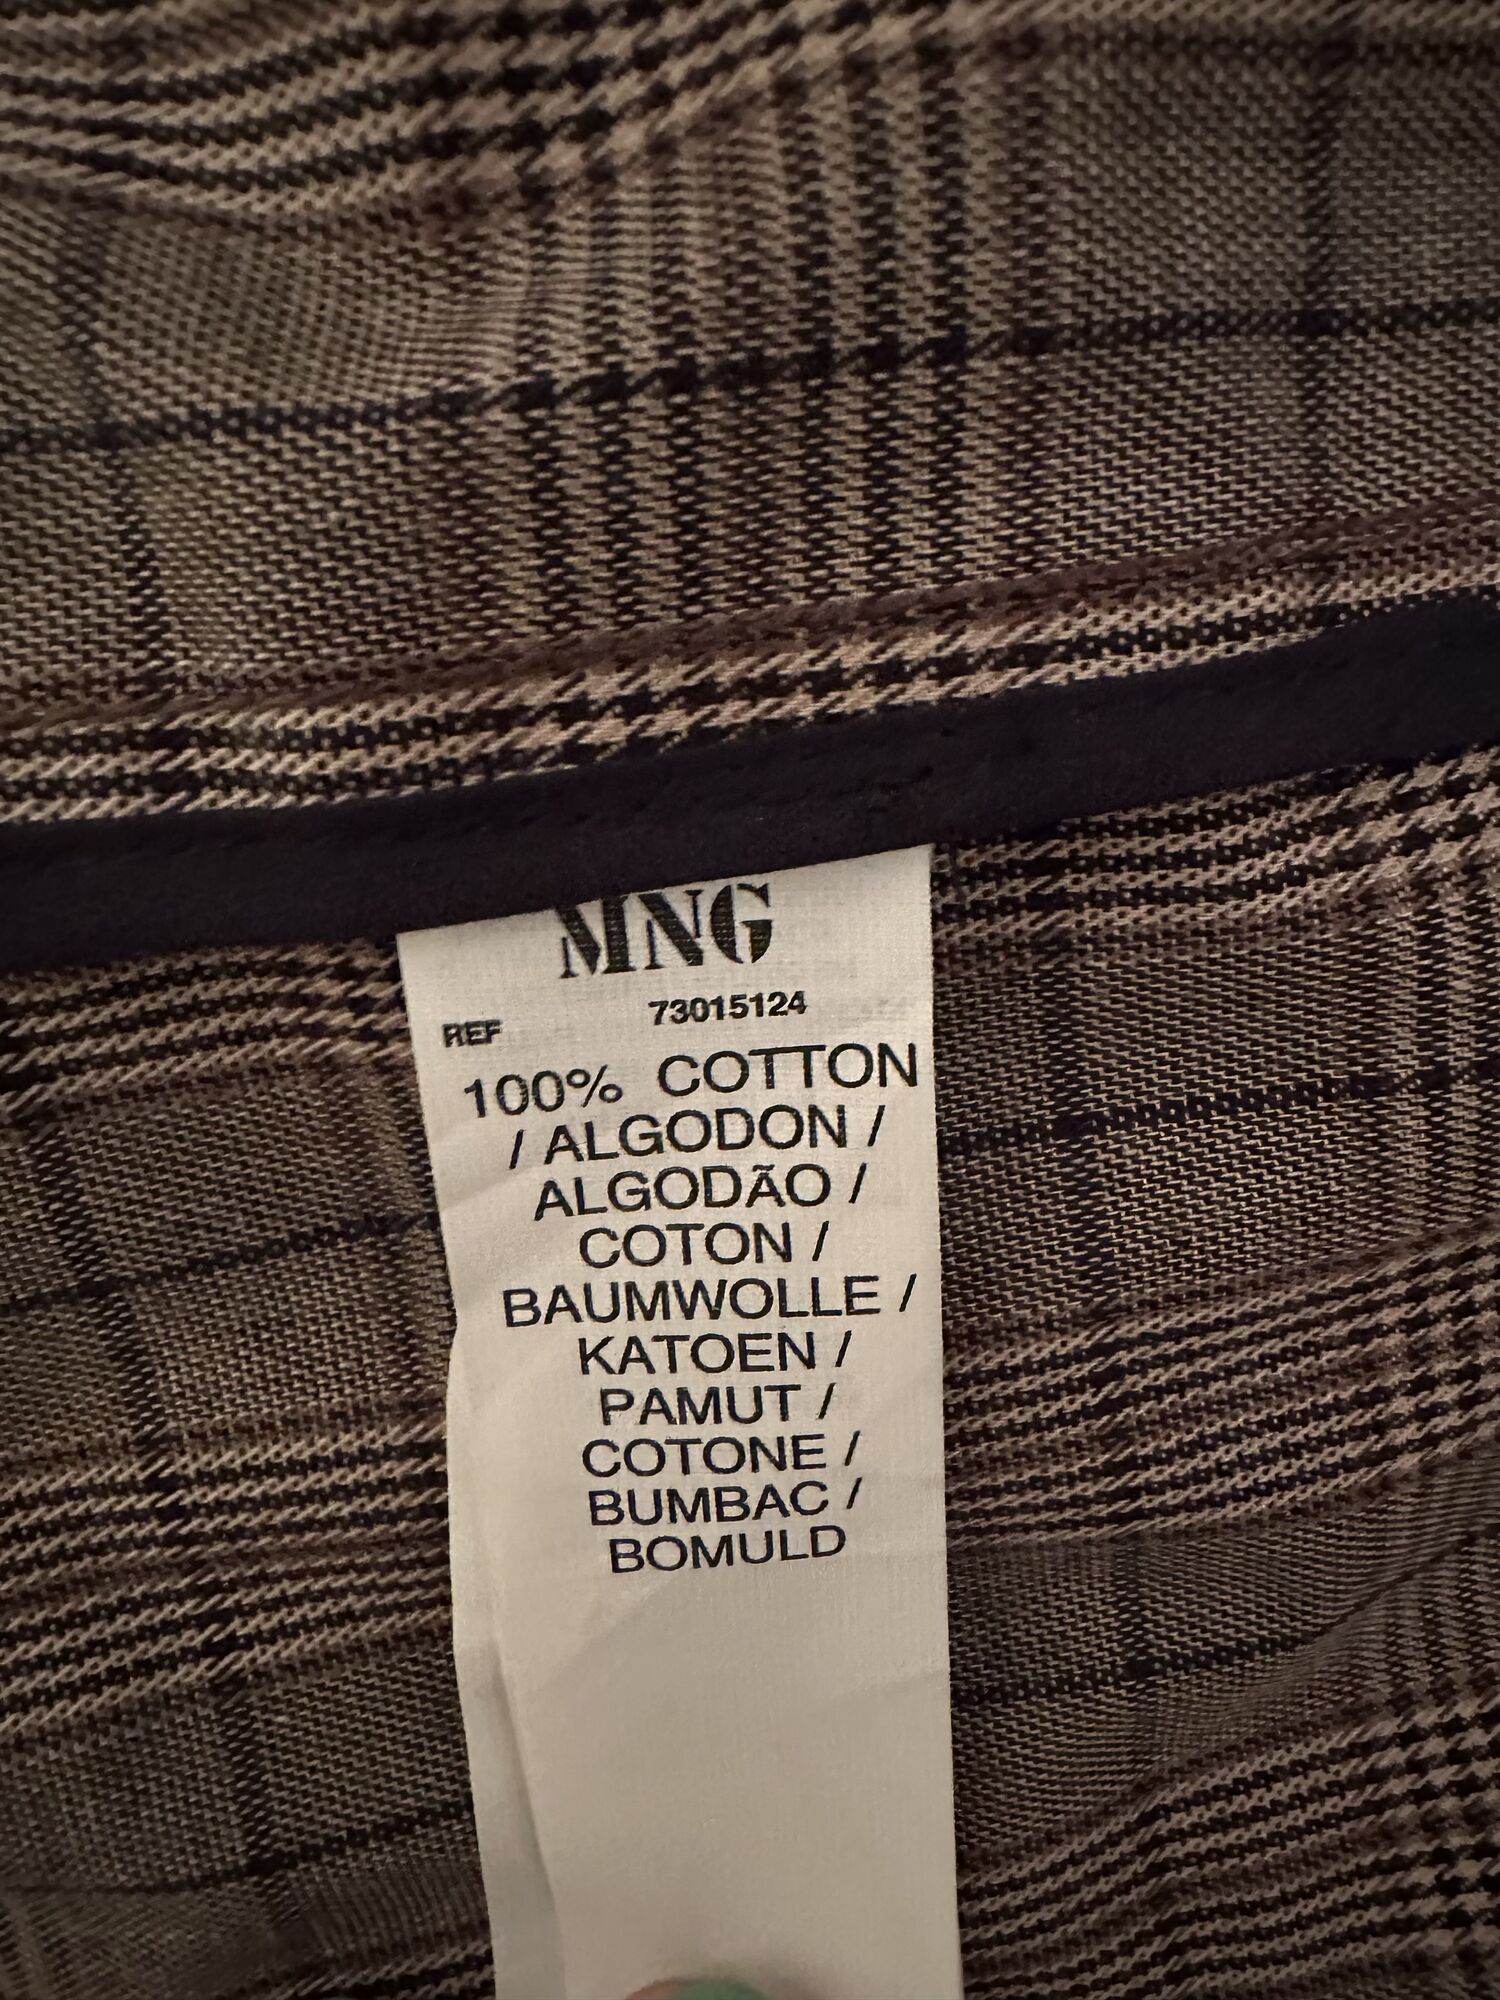 MNG
REF 73015124
100% COTTON
/ ALGODON /
ALGODÃO /
COTON /
BAUMWOLLE /
KATOEN /
PAMUT /
COTONE /
BUMBAC /
BOMULD